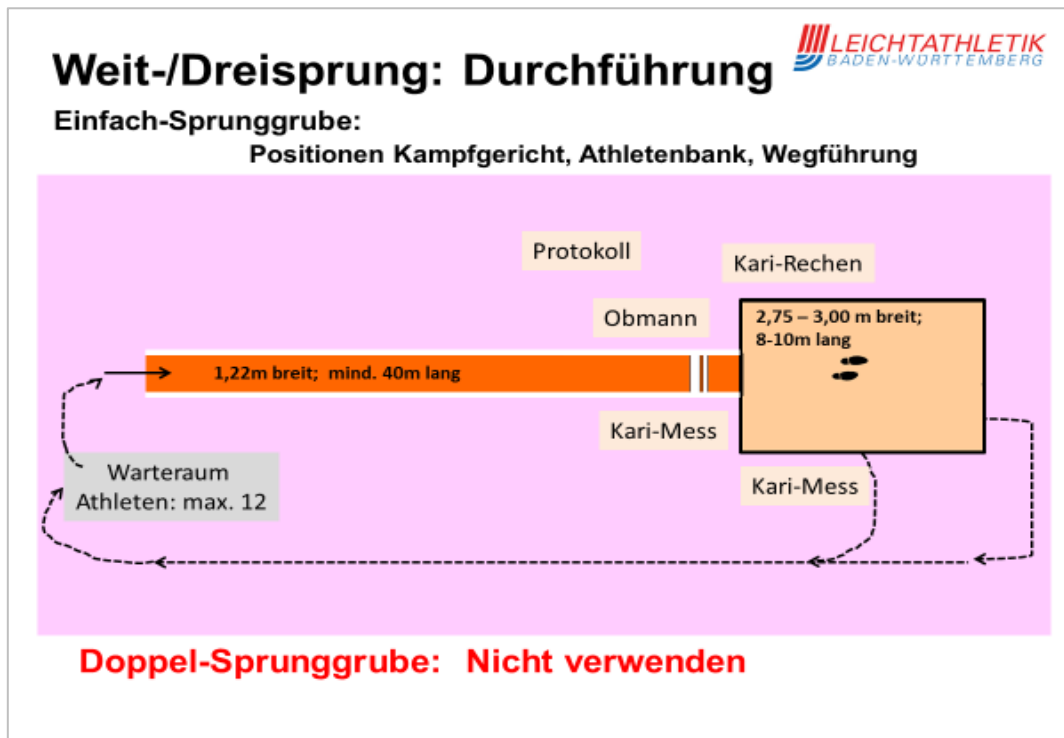 LEICHTATHLETIK
BADEN-WÜRTTEMBERG
Weit-/Dreisprung: Durchführung
Einfach-Sprunggrube:
Positionen Kampfgericht, Athletenbank, Wegführung
Protokoll
Kari-Rechen
Obmann
2,75 – 3,00 m breit;
8-10m lang
1,22m breit; mind. 40m lang
Kari-Mess
Warteraum
Athleten: max. 12
Kari-Mess
Doppel-Sprunggrube: Nicht verwenden